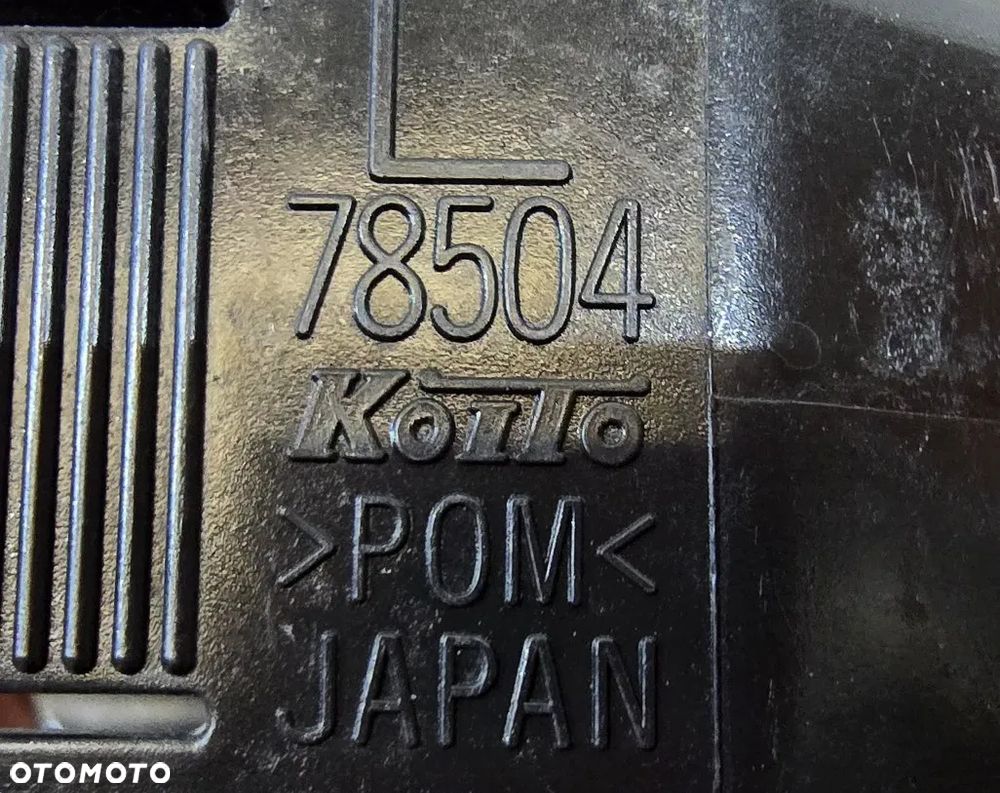 L
78504
KoiTo
>POM<
JAPAN
OTOMOTO